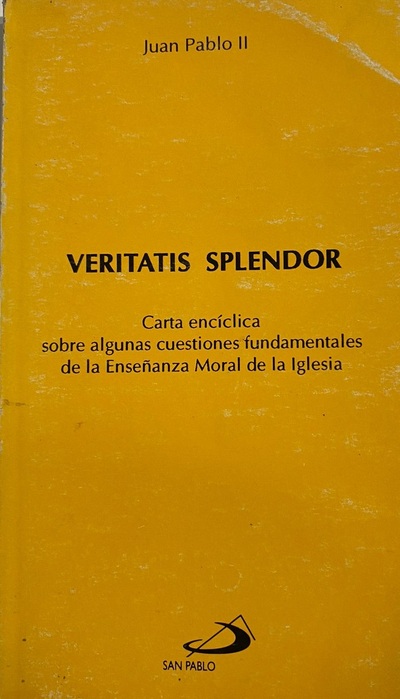 Juan Pablo II
VERITATIS SPLENDOR
Carta encíclica
sobre algunas cuestiones fundamentales
de la Enseñanza Moral de la Iglesia
SAN PABLO